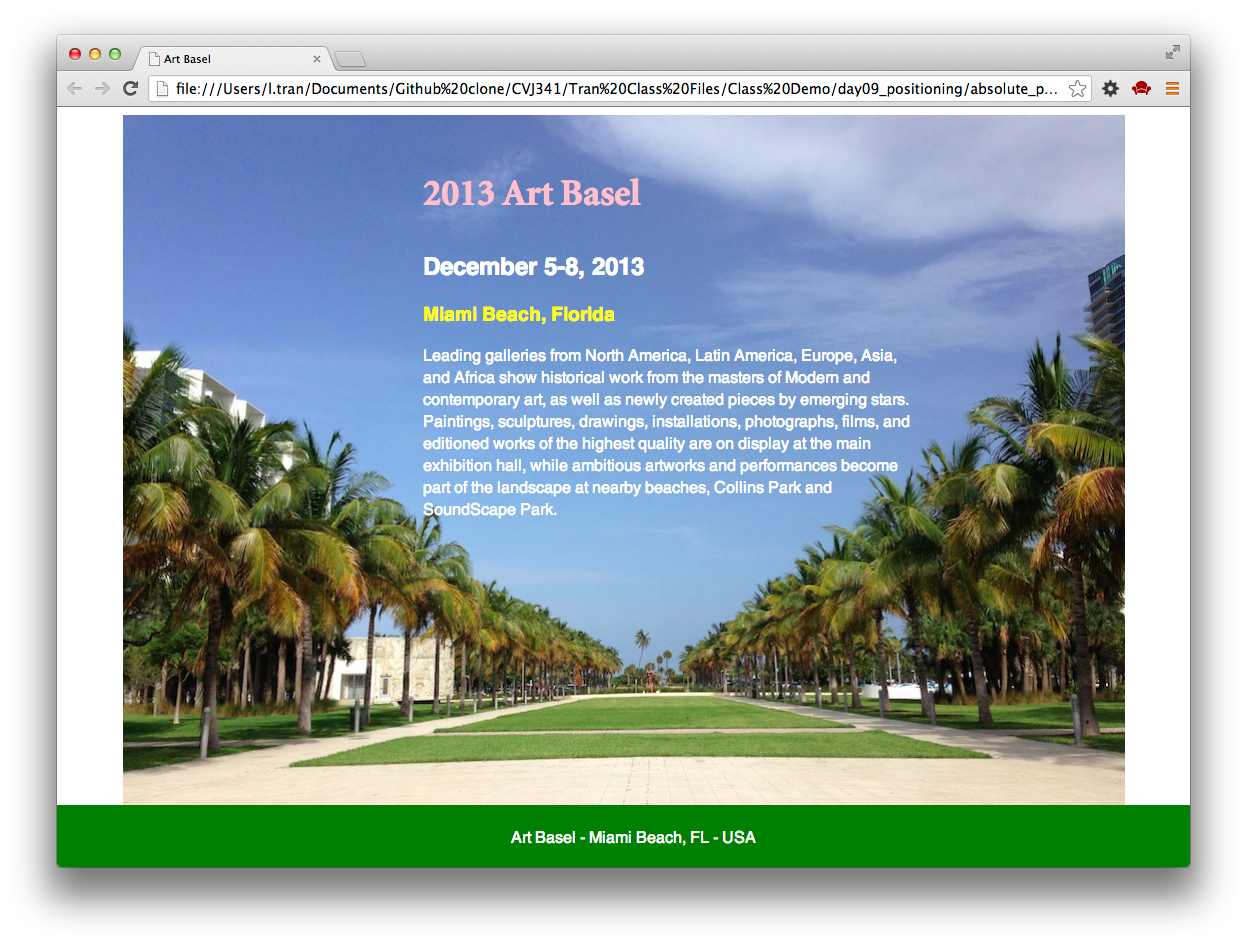 Art Basel
file:///Users/l.tran/Documents/Github%20clone/CVJ341/Tran%20Class%20Files/Class%20Demo/day09_positioning/absolute_p...
2013 Art Basel
December 5-8, 2013
Miami Beach, Florida
Leading galleries from North America, Latin America, Europe, Asia,
and Africa show historical work from the masters of Modern and
contemporary art, as well as newly created pieces by emerging stars.
Paintings, sculptures, drawings, installations, photographs, films, and
editioned works of the highest quality are on display at the main
exhibition hall, while ambitious artworks and performances become
part of the landscape at nearby beaches, Collins Park and
SoundScape Park.
Art Basel - Miami Beach, FL - USA